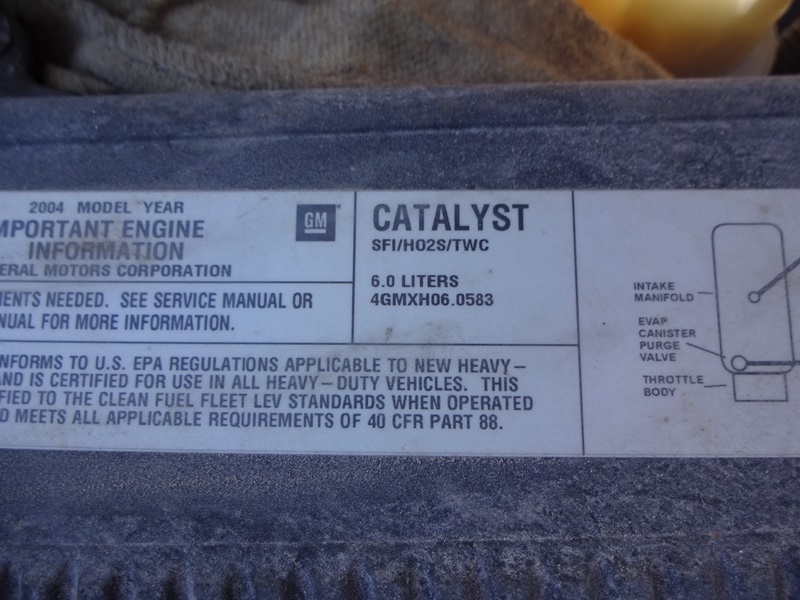 2004 MODEL YEAR
MPORTANT ENGINE
INFORMATION
ERAL MOTORS CORPORATION
GM
MENTS NEEDED. SEE SERVICE MANUAL OR
NUAL FOR MORE INFORMATION.
CATALYST
SFI/HO2S/TWC
6.0 LITERS
4GMXH06.0583
NFORMS TO U.S. EPA REGULATIONS APPLICABLE TO NEW HEAVY-
AND IS CERTIFIED FOR USE IN ALL HEAVY-DUTY VEHICLES. THIS
FIED TO THE CLEAN FUEL FLEET LEV STANDARDS WHEN OPERATED
D MEETS ALL APPLICABLE REQUIREMENTS OF 40 CFR PART 88.
INTAKE
MANIFOLD
EVAP
CANISTER
PURGE
VALVE
THROTTLE
BODY